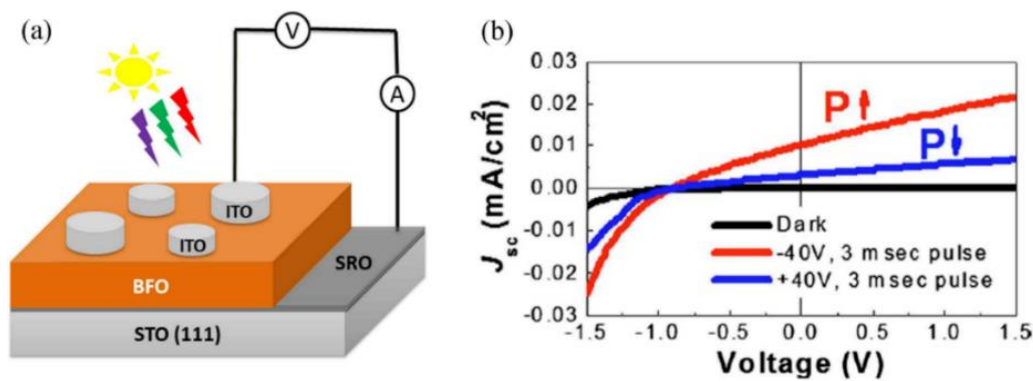 (a)
V
A
ITO
ITO
BFO
SRO
STO (111)
(b)
J_sc (mA/cm²)
0.03
0.02
0.01
0.00
-0.01
-0.02
-0.03
P
P
Dark
-40V, 3 msec pulse
+40V, 3 msec pulse
-1.5 -1.0 -0.5 0.0 0.5 1.0 1.5
Voltage (V)